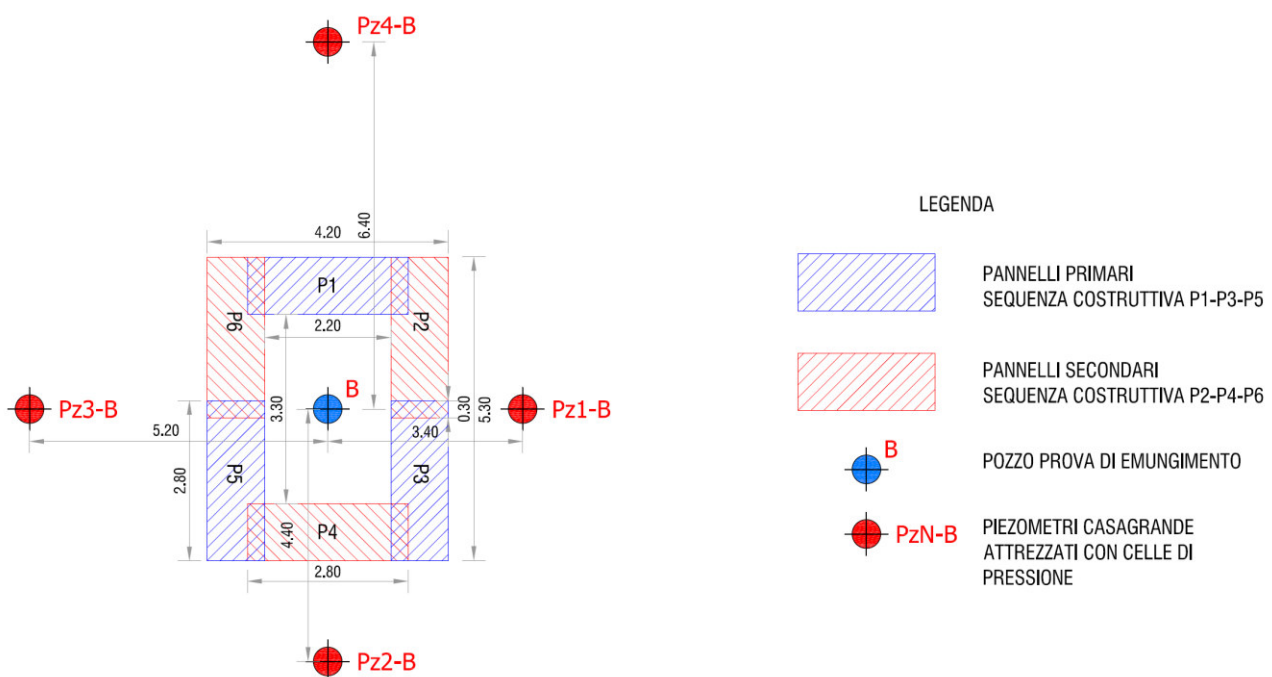 Pz4-B
4.20
6.40
P1
P6
P2
2.20
B
Pz3-B
Pz1-B
3.30
0.30
5.30
5.20
3.40
2.80
P5
P3
P4
4.40
2.80
Pz2-B
LEGENDA
PANNELLI PRIMARI
SEQUENZA COSTRUTTIVA P1-P3-P5
PANNELLI SECONDARI
SEQUENZA COSTRUTTIVA P2-P4-P6
B
POZZO PROVA DI EMUNGIMENTO
PzN-B
PIEZOMETRI CASAGRANDE
ATTREZZATI CON CELLE DI
PRESSIONE